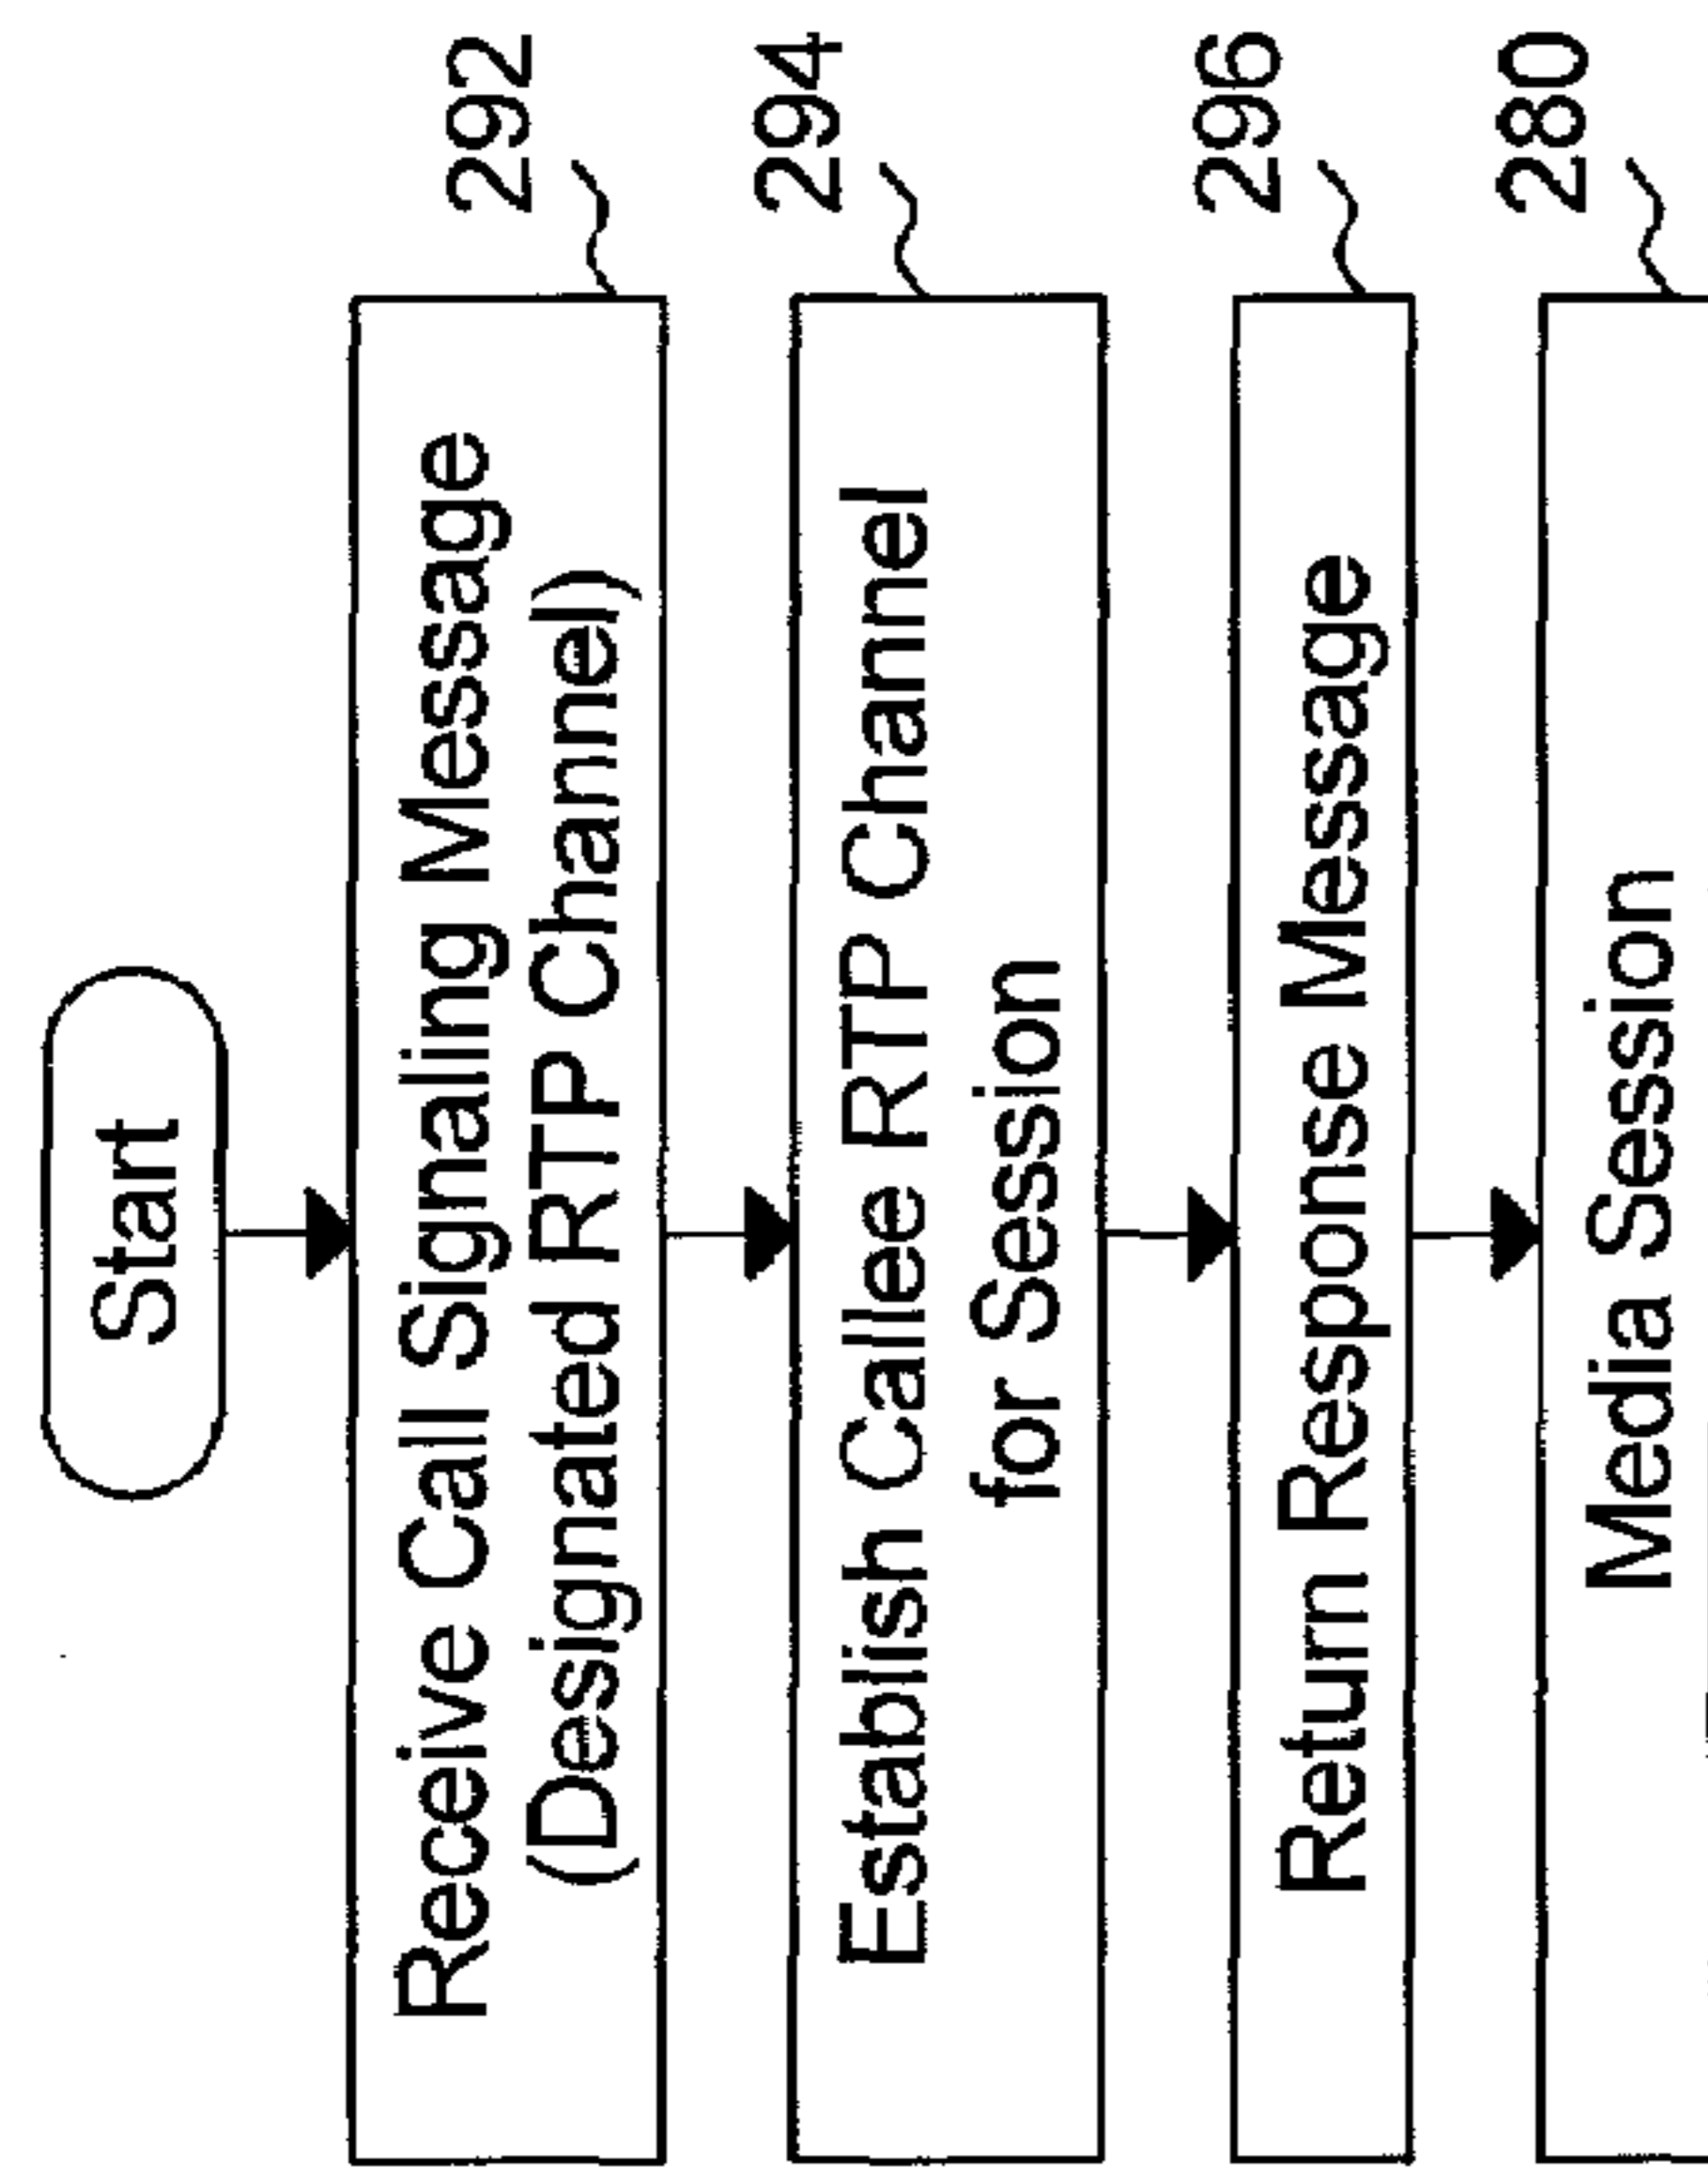 Start
Receive Call Signaling Message
(Designated RTP Channel)
292
Establish Callee RTP Channel
for Session
294
Return Response Message
296
Media Session
280